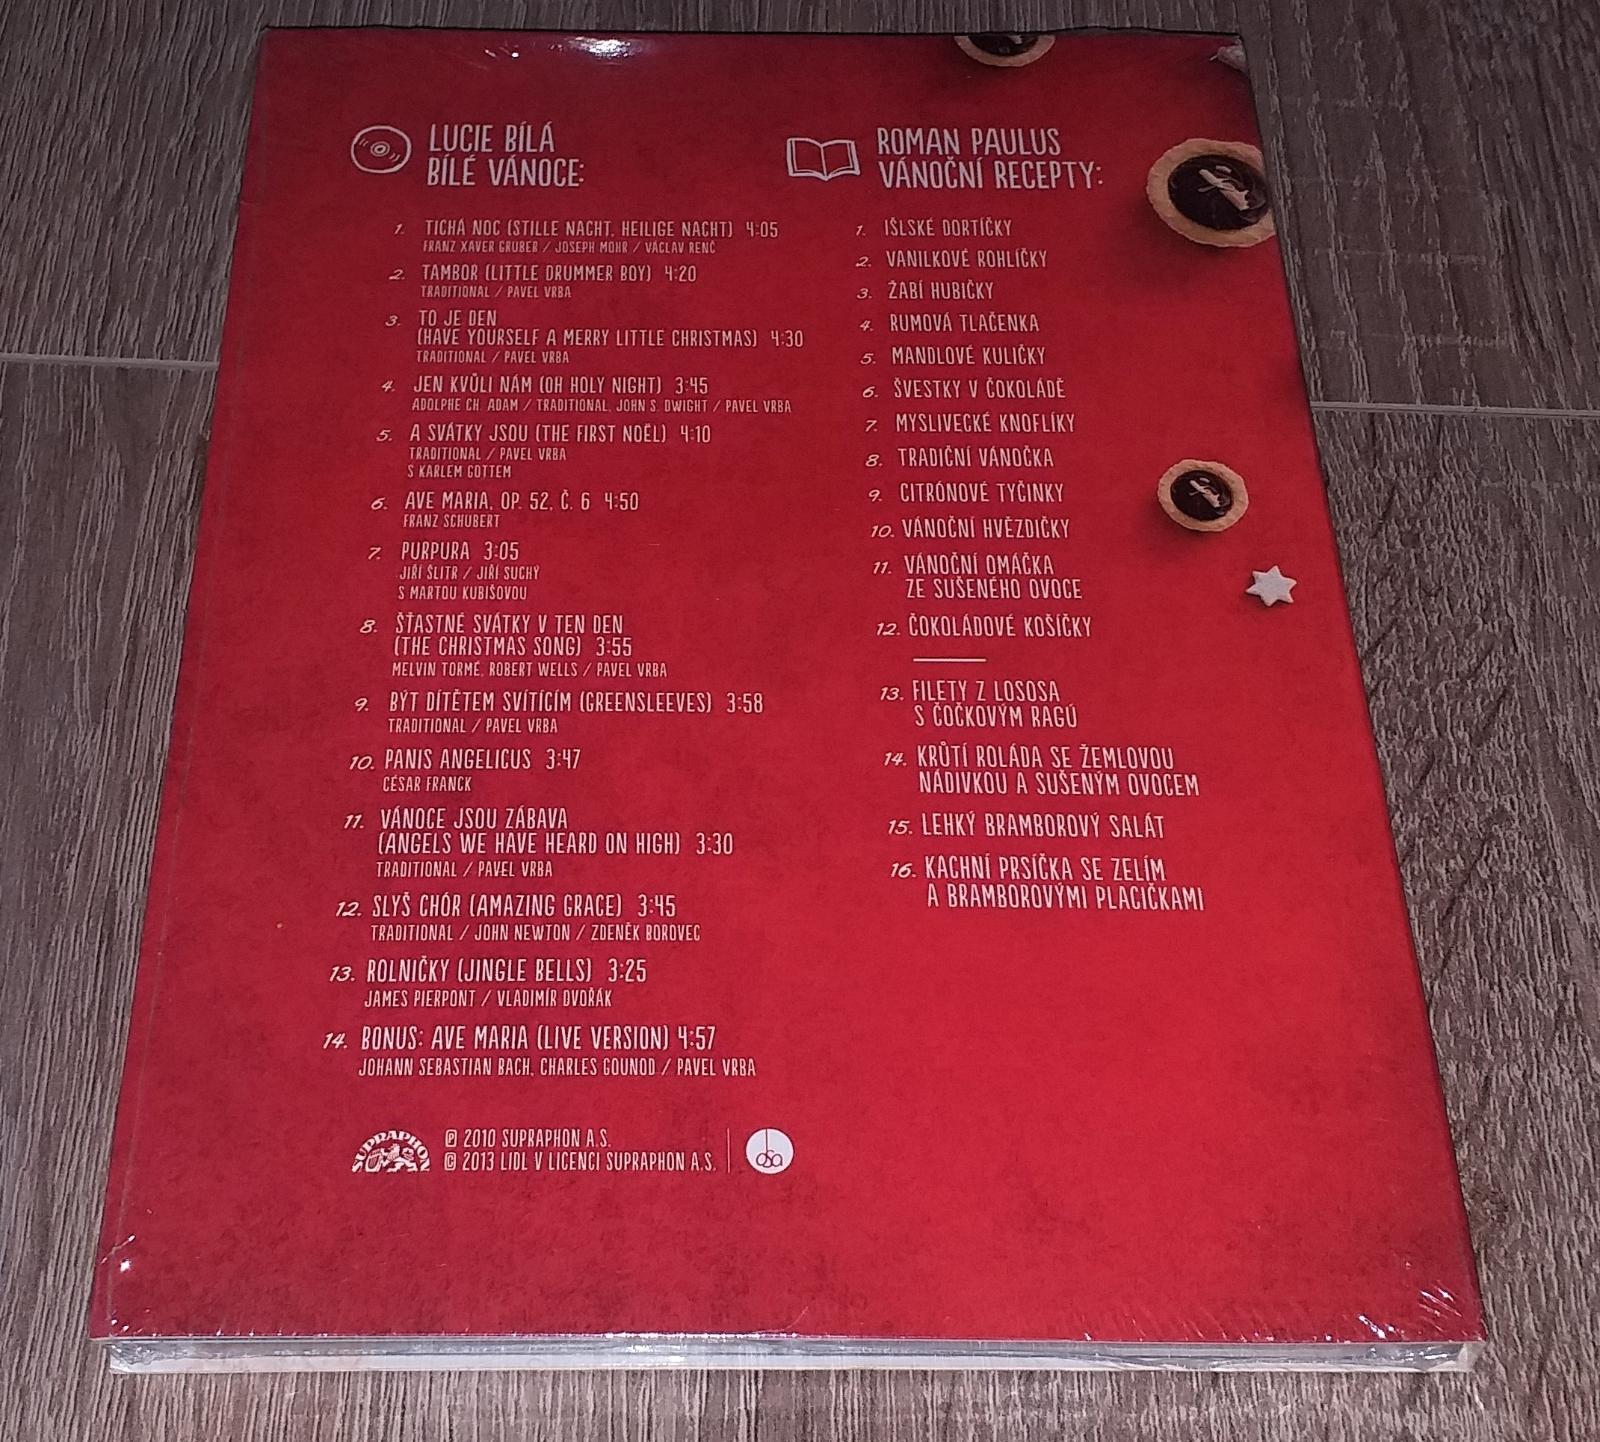 LUCIE BÍLÁ
BÍLÉ VÁNOCE:
1. TICHÁ NOC (STILLE NACHT, HEILIGE NACHT) 4:05
FRANZ XAVER GRUBER / JOSEPH MOHR / VÁCLAV RENČ
2. TAMBOR (LITTLE DRUMMER BOY) 4:20
TRADITIONAL / PAVEL VRBA
3. TO JE DEN
(HAVE YOURSELF A MERRY LITTLE CHRISTMAS) 4:30
TRADITIONAL / PAVEL VRBA
4. JEN KVŮLI NÁM (OH HOLY NIGHT) 3:45
ADOLPHE CH. ADAM / TRADITIONAL, JOHN S. DWIGHT / PAVEL VRBA
5. A SVÁTKY JSOU (THE FIRST NOËL) 4:10
TRADITIONAL / PAVEL VRBA
S KARLEM GOTTEM
6. AVE MARIA, OP. 52, Č. 6 4:50
FRANZ SCHUBERT
7. PURPURA 3:05
JIŘÍ ŠLITR / JIŘÍ SUCHÝ
S MARTOU KUBIŠOVOU
8. ŠŤASTNÉ SVÁTKY V TEN DEN
(THE CHRISTMAS SONG) 3:55
MELVIN TORMÉ, ROBERT WELLS / PAVEL VRBA
9. BÝT DÍTĚTEM SVÍTÍCÍM (GREENSLEEVES) 3:58
TRADITIONAL / PAVEL VRBA
10. PANIS ANGELICUS 3:47
CÉSAR FRANCK
11. VÁNOCE JSOU ZÁBAVA
(ANGELS WE HAVE HEARD ON HIGH) 3:30
TRADITIONAL / PAVEL VRBA
12. SLYŠ CHÓR (AMAZING GRACE) 3:45
TRADITIONAL / JOHN NEWTON / ZDENĚK BOROVEC
13. ROLNIČKY (JINGLE BELLS) 3:25
JAMES PIERPONT / VLADIMÍR DVOŘÁK
14. BONUS: AVE MARIA (LIVE VERSION) 4:57
JOHANN SEBASTIAN BACH, CHARLES GOUNOD / PAVEL VRBA
SUPRAPHON
℗ 2010 SUPRAPHON A.S.
© 2013 LIDL V LICENCI SUPRAPHON A.S.
OSA
ROMAN PAULUS
VÁNOČNÍ RECEPTY:
1. IŠLSKÉ DORTÍČKY
2. VANILKOVÉ ROHLÍČKY
3. ŽABÍ HUBIČKY
4. RUMOVÁ TLAČENKA
5. MANDLOVÉ KULIČKY
6. ŠVESTKY V ČOKOLÁDĚ
7. MYSLIVECKÉ KNOFLÍKY
8. TRADIČNÍ VÁNOČKA
9. CITRÓNOVÉ TYČINKY
10. VÁNOČNÍ HVĚZDIČKY
11. VÁNOČNÍ OMÁČKA
ZE SUŠENÉHO OVOCE
12. ČOKOLÁDOVÉ KOŠÍČKY
13. FILETY Z LOSOSA
S ČOČKOVÝM RAGÚ
14. KRŮTÍ ROLÁDA SE ŽEMLOVOU
NÁDIVKOU A SUŠENÝM OVOCEM
15. LEHKÝ BRAMBOROVÝ SALÁT
16. KACHNÍ PRSÍČKA SE ZELÍM
A BRAMBOROVÝMI PLACIČKAMI